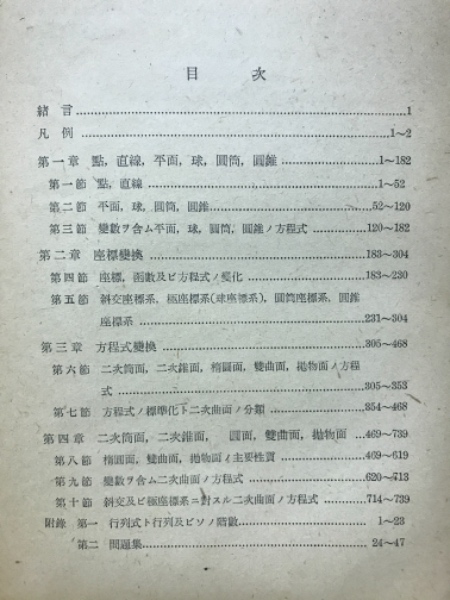 目 次
緒言 1
凡例 1~2
第一章 點,直線,平面,球,圓筒,圓錐 1~182
第一節 點,直線 1~52
第二節 平面,球,圓筒,圓錐 52~120
第三節 變數ヲ含ム平面,球,圓筒,圓錐ノ方程式 120~182
第二章 座標變換 183~304
第四節 座標,函數及ビ方程式ノ變化 183~230
第五節 斜交座標系,極座標系(球座標系),圓筒座標系,圓錐
座標系 231~304
第三章 方程式變換 305~468
第六節 二次筒面,二次錐面,楕圓面,雙曲面,抛物面ノ方程
式 305~353
第七節 方程式ノ標準化ト二次曲面ノ分類 354~468
第四章 二次筒面,二次錐面, 圓面,雙曲面,抛物面 469~739
第八節 楕圓面,雙曲面,抛物面ノ主要性質 469~619
第九節 變數ヲ含ム二次曲面ノ方程式 620~713
第十節 斜交及ビ極座標系ニ對スル二次曲面ノ方程式 714~739
附錄 第一 行列式ト行列及ビソノ階數 1~23
第二 問題集 24~47